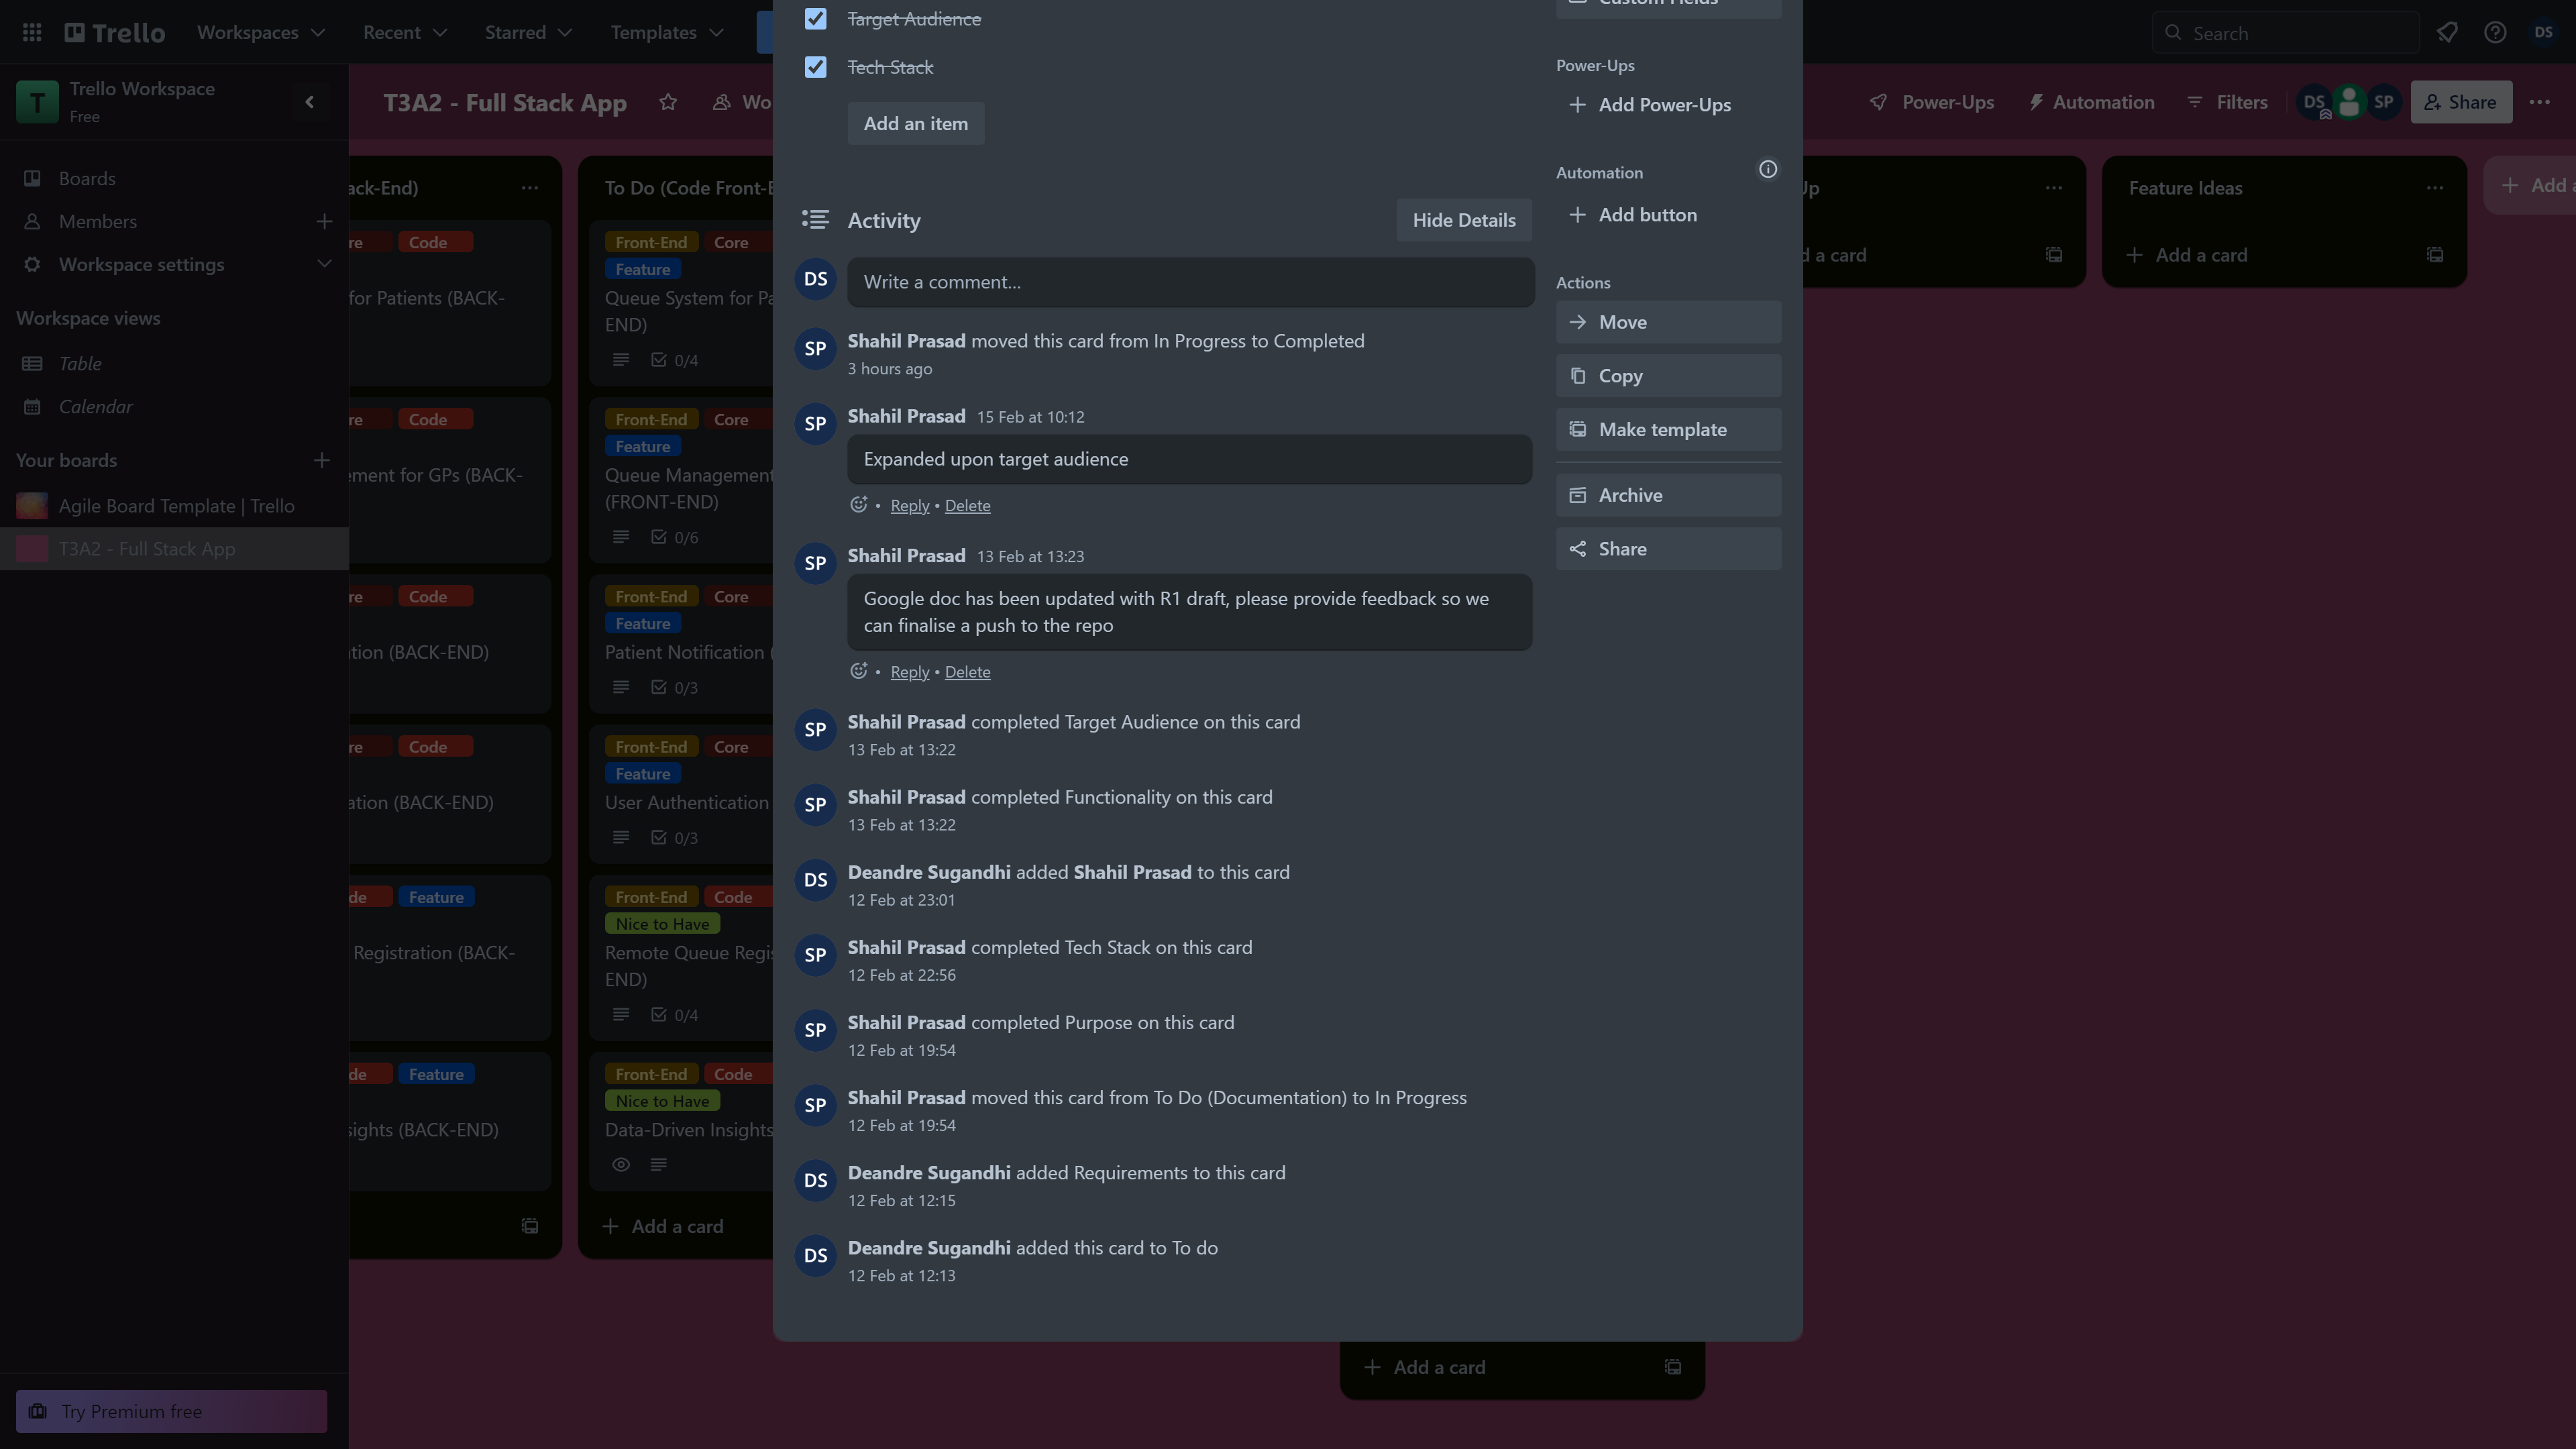 Trello
Workspaces
Recent
Starred
Templates
Search
DS
T
Trello Workspace
Free
Boards
Members
Workspace settings
Workspace views
Table
Calendar
Your boards
Agile Board Template | Trello
T3A2 - Full Stack App
Try Premium free
T3A2 - Full Stack App
Wo
Power-Ups
Automation
Filters
DS
SP
Share
ack-End)
re Code
for Patients (BACK-
re Code
ement for GPs (BACK-
re Code
ation (BACK-END)
re Code
ation (BACK-END)
de Feature
Registration (BACK-
de Feature
sights (BACK-END)
To Do (Code Front-E
Front-End Core
Feature
Queue System for Pa
END)
0/4
Front-End Core
Feature
Queue Management
(FRONT-END)
0/6
Front-End Core
Feature
Patient Notification (
0/3
Front-End Core
Feature
User Authentication
0/3
Front-End Code
Nice to Have
Remote Queue Regis
END)
0/4
Front-End Code
Nice to Have
Data-Driven Insights
Add a card
Target Audience
Tech Stack
Add an item
Activity
Hide Details
DS
Write a comment…
SP
Shahil Prasad moved this card from In Progress to Completed
3 hours ago
SP
Shahil Prasad 15 Feb at 10:12
Expanded upon target audience
• Reply • Delete
SP
Shahil Prasad 13 Feb at 13:23
Google doc has been updated with R1 draft, please provide feedback so we
can finalise a push to the repo
• Reply • Delete
SP
Shahil Prasad completed Target Audience on this card
13 Feb at 13:22
SP
Shahil Prasad completed Functionality on this card
13 Feb at 13:22
DS
Deandre Sugandhi added Shahil Prasad to this card
12 Feb at 23:01
SP
Shahil Prasad completed Tech Stack on this card
12 Feb at 22:56
SP
Shahil Prasad completed Purpose on this card
12 Feb at 19:54
SP
Shahil Prasad moved this card from To Do (Documentation) to In Progress
12 Feb at 19:54
DS
Deandre Sugandhi added Requirements to this card
12 Feb at 12:15
DS
Deandre Sugandhi added this card to To do
12 Feb at 12:13
Custom Fields
Power-Ups
Add Power-Ups
Automation
Add button
Actions
Move
Copy
Make template
Archive
Share
Add a card
Up
d a card
Feature Ideas
Add a card
Add a